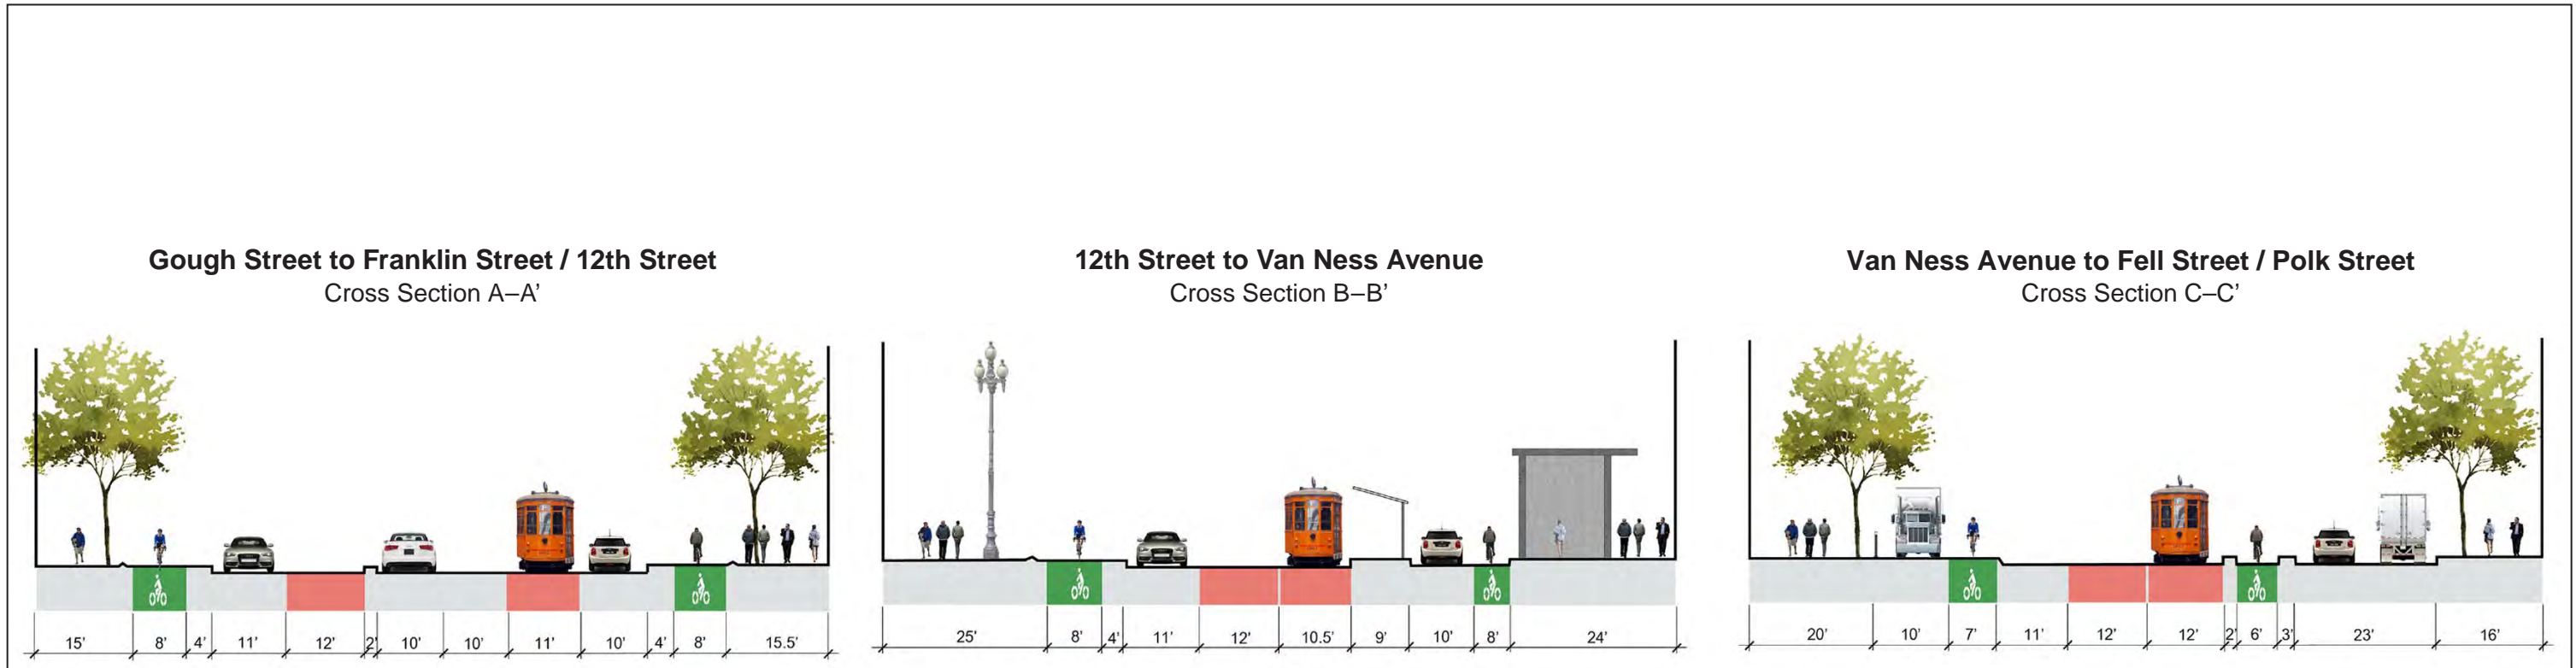 Gough Street to Franklin Street / 12th Street
Cross Section A–A’
15' 8' 4' 11' 12' 2' 10' 10' 11' 10' 4' 8' 15.5'
12th Street to Van Ness Avenue
Cross Section B–B’
25' 8' 4' 11' 12' 10.5' 9' 10' 8' 24'
Van Ness Avenue to Fell Street / Polk Street
Cross Section C–C’
20' 10' 7' 11' 12' 12' 2' 6' 3' 23' 16'